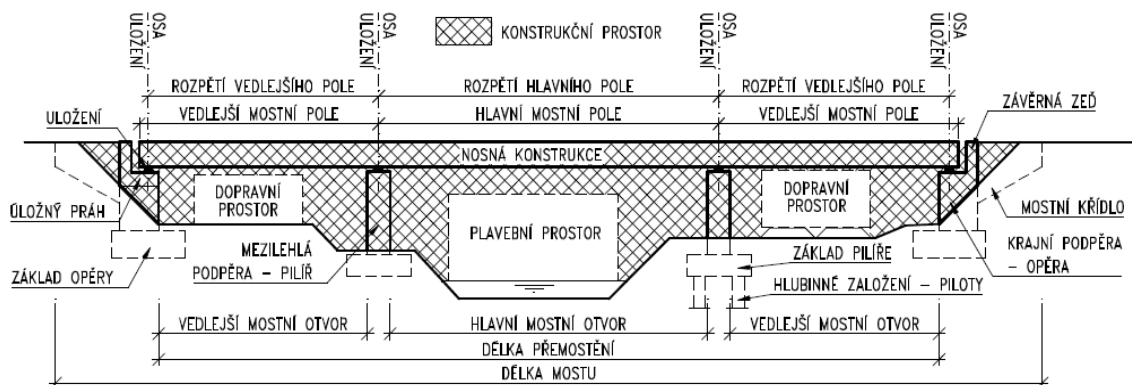 OSA
ULOŽENÍ
OSA
ULOŽENÍ
KONSTRUKČNÍ PROSTOR
OSA
ULOŽENÍ
OSA
ULOŽENÍ
ROZPĚTÍ VEDLEJŠÍHO POLE
ROZPĚTÍ HLAVNÍHO POLE
ROZPĚTÍ VEDLEJŠÍHO POLE
ULOŽENÍ
VEDLEJŠÍ MOSTNÍ POLE
HLAVNÍ MOSTNÍ POLE
VEDLEJŠÍ MOSTNÍ POLE
ZÁVĚRNÁ ZEĎ
NOSNÁ KONSTRUKCE
DOPRAVNÍ
PROSTOR
DOPRAVNÍ
PROSTOR
ÚLOŽNÝ PRÁH
MOSTNÍ KŘÍDLO
PLAVEBNÍ PROSTOR
MEZILEHLÁ
PODPĚRA – PILÍŘ
ZÁKLAD PILÍŘE
KRAJNÍ PODPĚRA
– OPĚRA
ZÁKLAD OPĚRY
HLUBINNÉ ZALOŽENÍ – PILOTY
VEDLEJŠÍ MOSTNÍ OTVOR
HLAVNÍ MOSTNÍ OTVOR
VEDLEJŠÍ MOSTNÍ OTVOR
DÉLKA PŘEMOSTĚNÍ
DÉLKA MOSTU